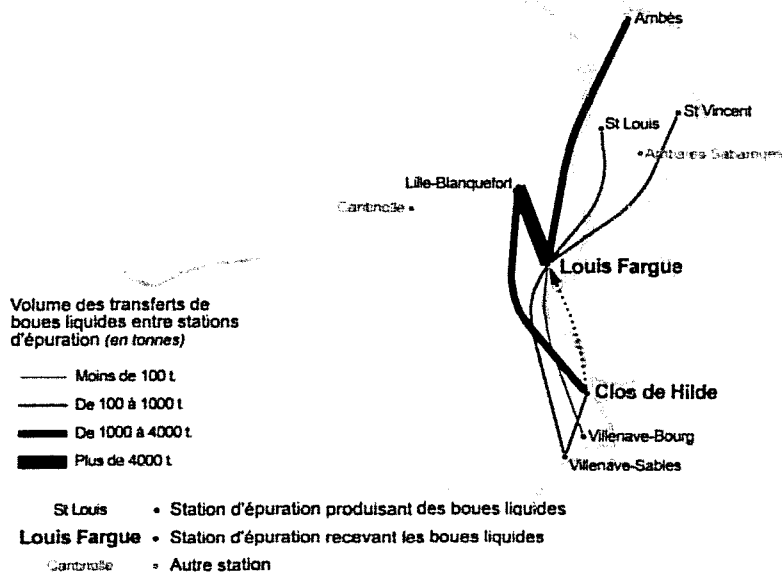 Ambès
St Vincent
St Louis
Ambarès-Sabarèges
Lille-Blanquefort
Cantinolle
Louis Fargue
Volume des transferts de
boues liquides entre stations
d'épuration (en tonnes)
Moins de 100 t.
De 100 à 1000 t.
De 1000 à 4000 t.
Plus de 4000 t.
Clos de Hilde
Villenave-Bourg
Villenave-Sables
St Louis • Station d'épuration produisant des boues liquides
Louis Fargue • Station d'épuration recevant les boues liquides
Cantinolle • Autre station